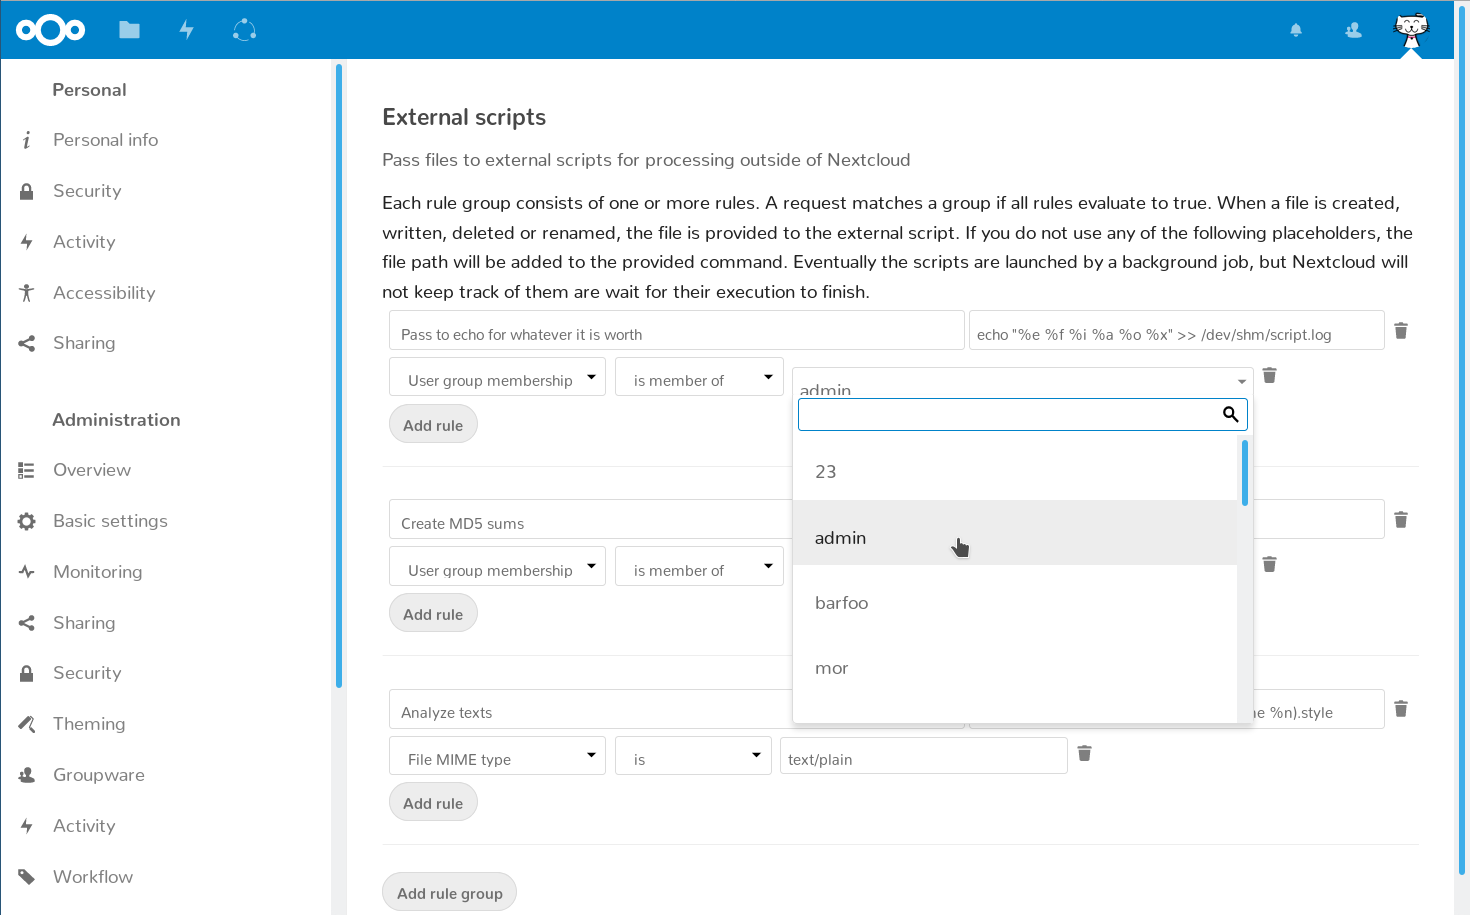 Personal
Personal info
Security
Activity
Accessibility
Sharing
Administration
Overview
Basic settings
Monitoring
Sharing
Security
Theming
Groupware
Activity
Workflow
External scripts
Pass files to external scripts for processing outside of Nextcloud
Each rule group consists of one or more rules. A request matches a group if all rules evaluate to true. When a file is created,
written, deleted or renamed, the file is provided to the external script. If you do not use any of the following placeholders, the
file path will be added to the provided command. Eventually the scripts are launched by a background job, but Nextcloud will
not keep track of them are wait for their execution to finish.
Pass to echo for whatever it is worth echo "%e %f %i %a %o %x" >> /dev/shm/script.log
User group membership is member of admin
Add rule
23
admin
barfoo
mor
Create MD5 sums
User group membership is member of
Add rule
Analyze texts %n).style
File MIME type is text/plain
Add rule
Add rule group